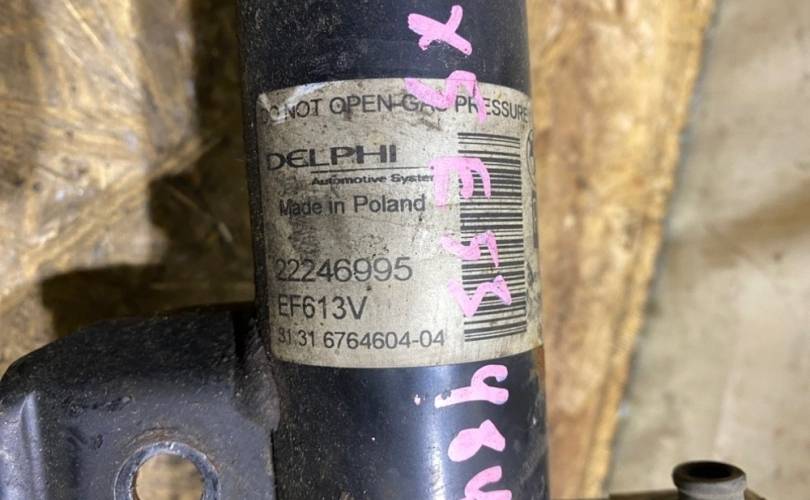 DO NOT OPEN-GAS PRESSURE
DELPHI
Automotive System
Made in Poland
22246995
EF613V
31.31 6764604-04
X5 E53
484